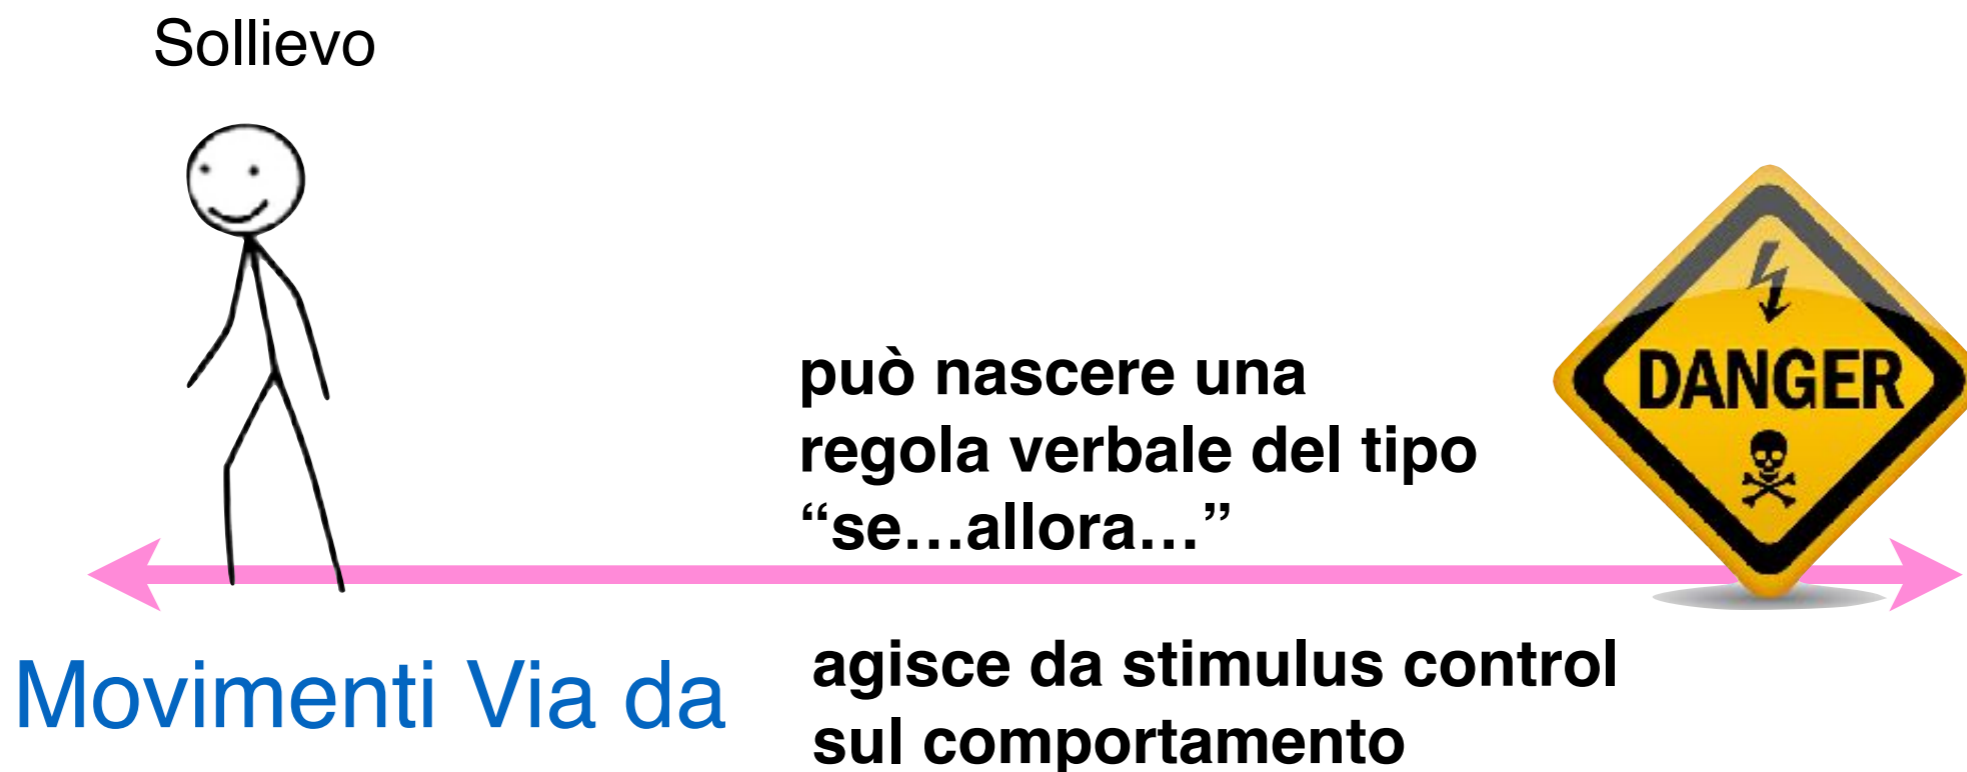 Sollievo
può nascere una
regola verbale del tipo
“se…allora…”
DANGER
Movimenti Via da
agisce da stimulus control
sul comportamento